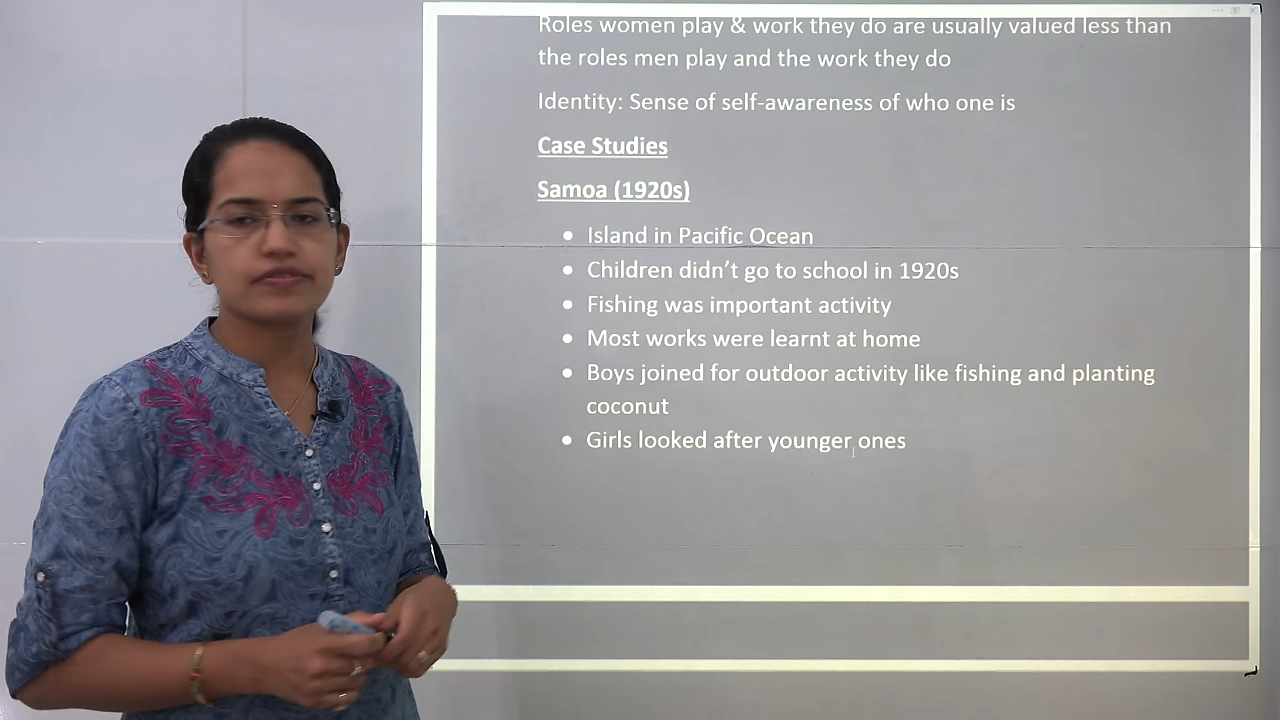 Roles women play & work they do are usually valued less than
the roles men play and the work they do
Identity: Sense of self-awareness of who one is
Case Studies
Samoa (1920s)
• Island in Pacific Ocean
• Children didn’t go to school in 1920s
• Fishing was important activity
• Most works were learnt at home
• Boys joined for outdoor activity like fishing and planting
coconut
• Girls looked after younger ones